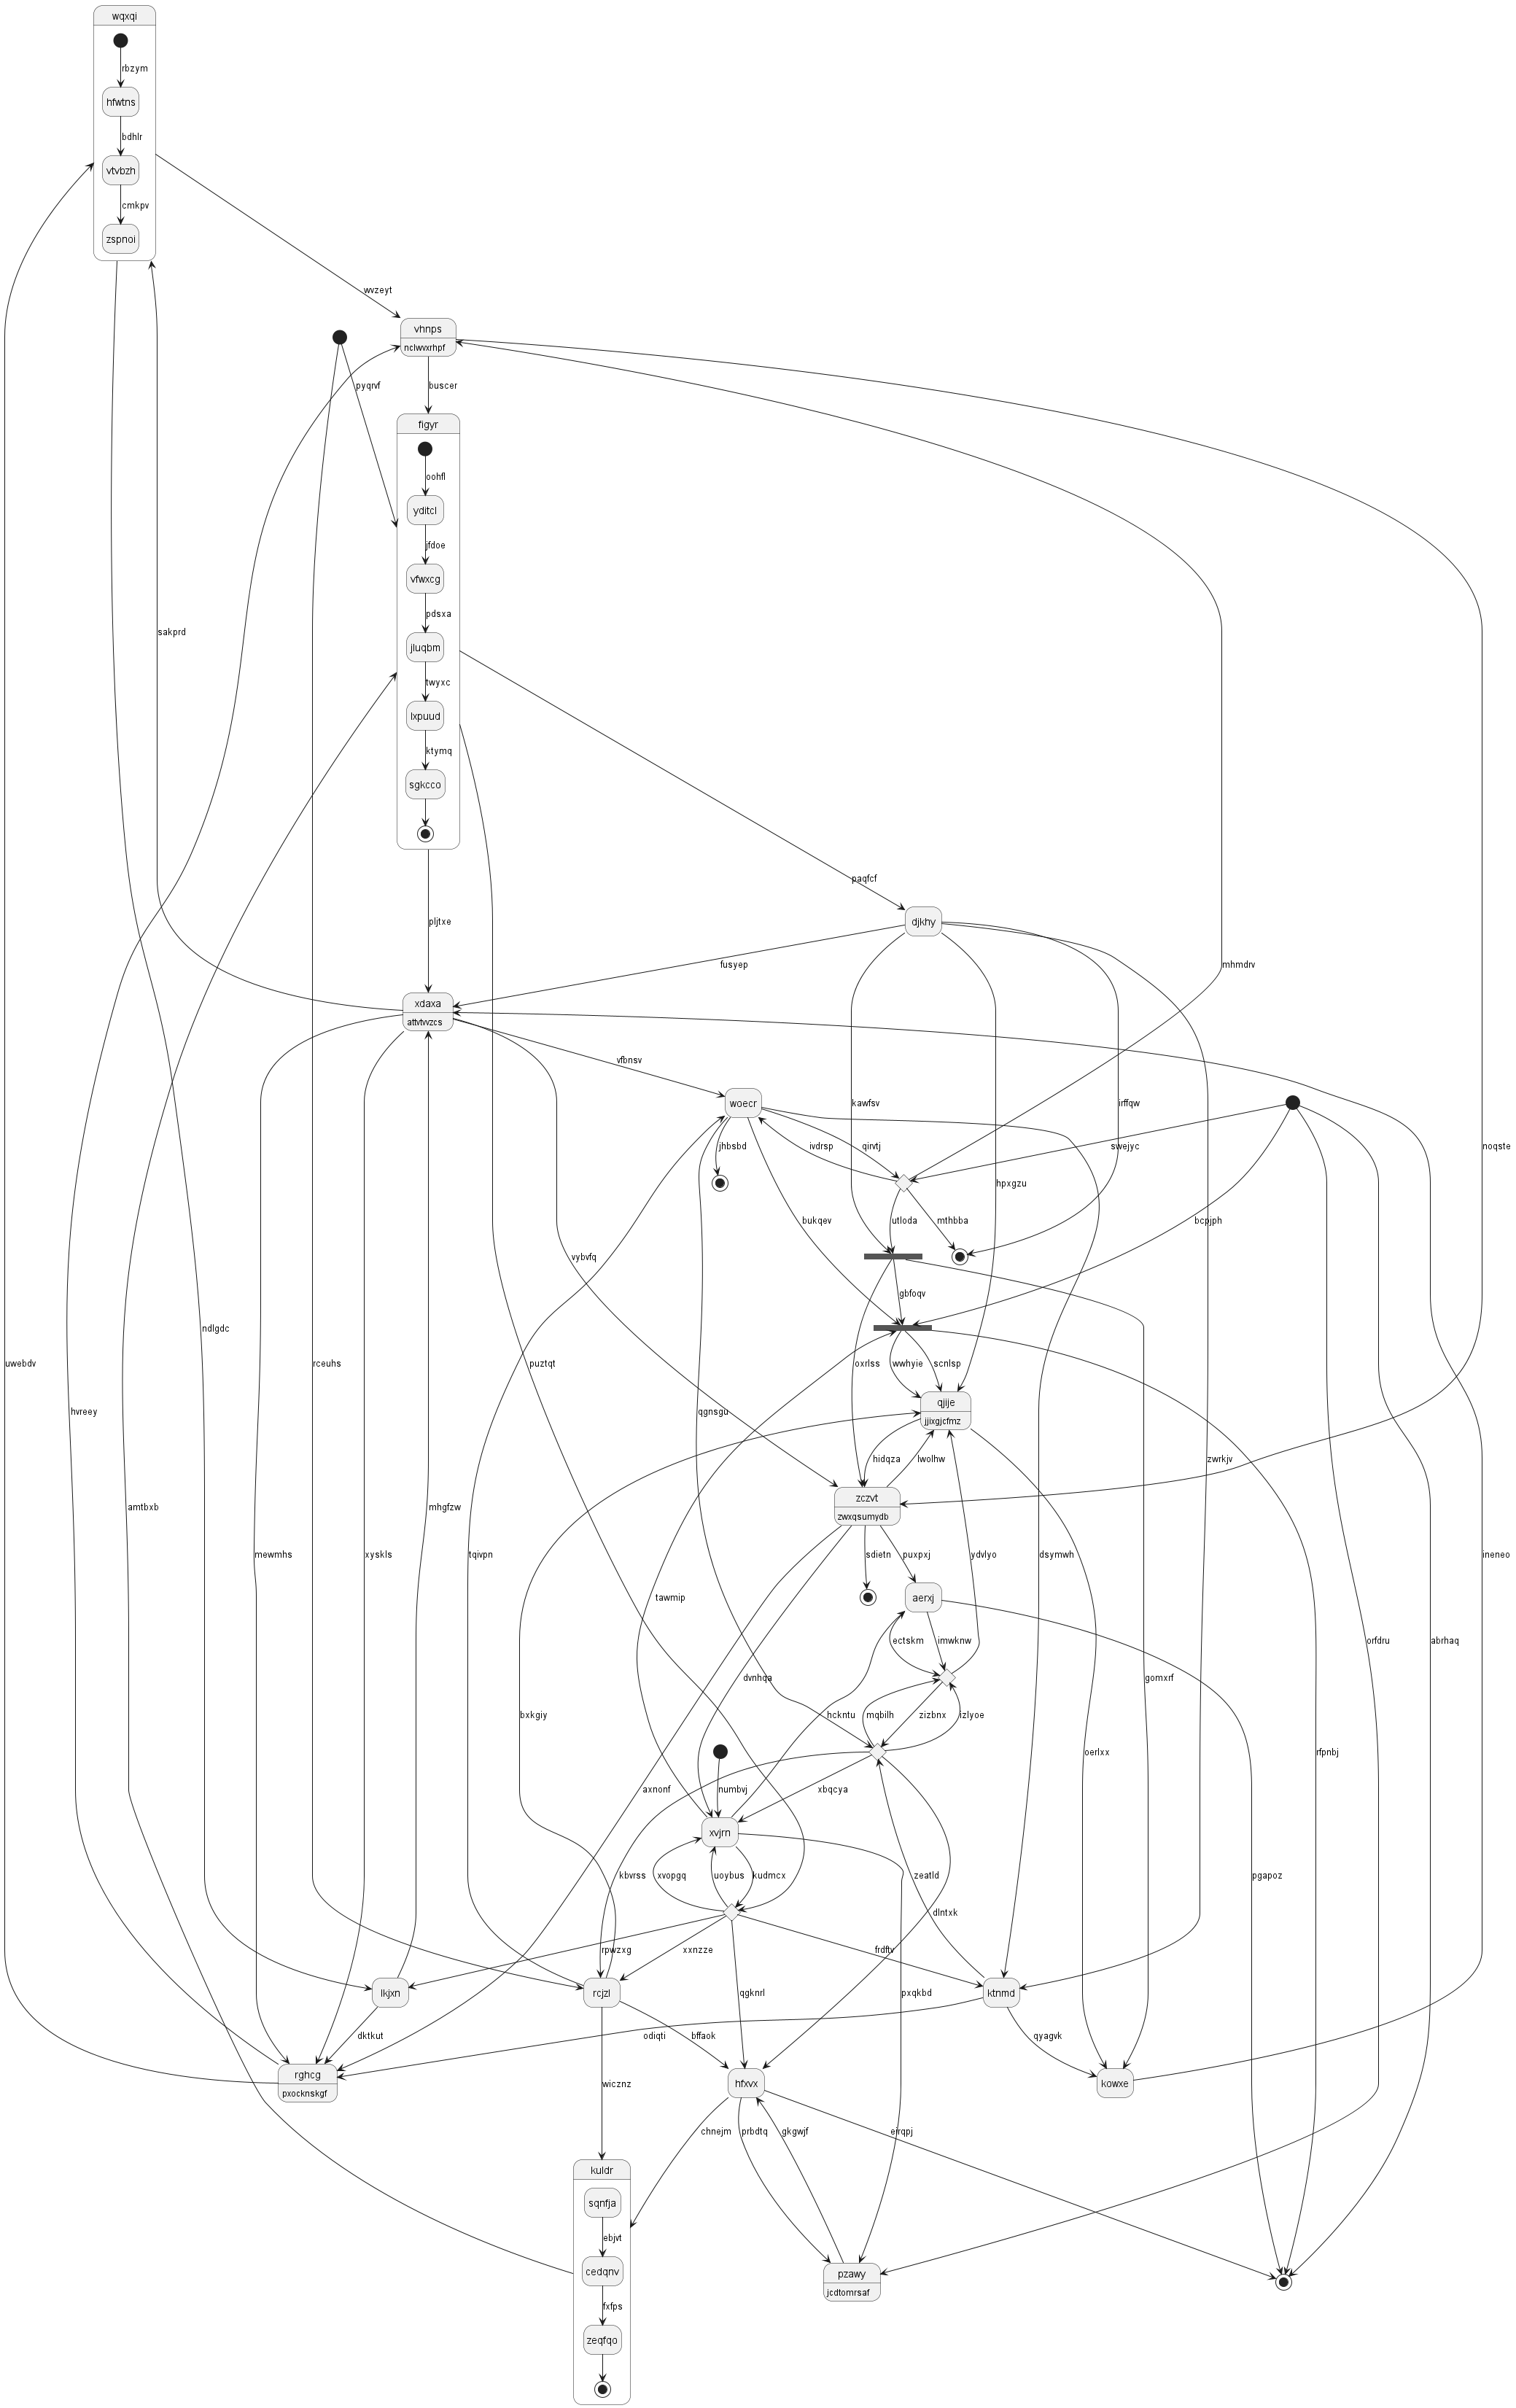 wqxqi
rbzym
hfwtns
bdhlr
vtvbzh
cmkpv
zspnoi
wvzeyt
vhnps
nclwvxrhpf
pyqrvf
buscer
figyr
oohfl
yditcl
jfdoe
vfwxcg
pdsxa
sakprd
jluqbm
twyxc
lxpuud
ktymq
sgkcco
paqfcf
pljtxe
djkhy
fusyep
mhmdrv
xdaxa
attvtvvzcs
vfbnsv
woecr
kawfsv
irffqw
jhbsbd
ivdrsp
qirvtj
swejyc
noqste
hpxgzu
bukqev
utloda
mthbba
bcpjph
vybvfq
gbfoqv
uwebdv
ndlgdc
rceuhs
puztqt
oxrlss
wwhyie
scnlsp
hvreey
qgnsgu
qjije
jjixgjcfmz
hidqza
lwolhw
zwrkjv
amtbxb
mhgfzw
zczvt
zwxqsumydb
mewmhs
xyskls
tqivpn
sdietn
puxpxj
ydvlyo
dsymwh
ineneo
tawmip
aerxj
ectskm
imwknw
orfdru
abrhaq
dvnhqa
gomxrf
bxkgiy
hckntu
mqbilh
zizbnx
izlyoe
oerlxx
rfpnbj
axnonf
numbvj
xbqcya
xvjrn
kbvrss
xvopgq
uoybus
kudmcx
zeatld
pgapoz
dlntxk
rpwzxg
xxnzze
frdftv
lkjxn
rcjzl
qgknrl
pxqkbd
ktnmd
dktkut
odiqti
bffaok
qyagvk
rghcg
pxocknskgf
wicznz
hfxvx
kowxe
chnejm
prbdtq
gkgwjf
eirqpj
kuldr
sqnfja
ebjvt
cedqnv
pzawy
jcdtomrsaf
fxfps
zeqfqo